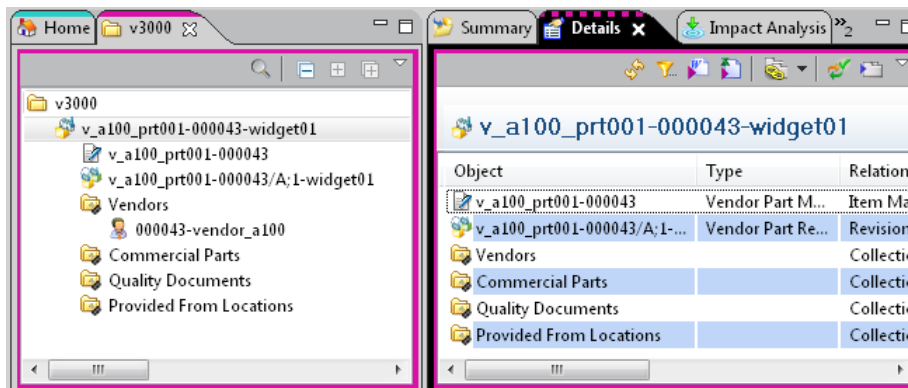 Home
v3000
Summary
Details
Impact Analysis
2
v3000
v_a100_prt001-000043-widget01
v_a100_prt001-000043
v_a100_prt001-000043/A;1-widget01
Vendors
000043-vendor_a100
Commercial Parts
Quality Documents
Provided From Locations
v_a100_prt001-000043-widget01
Object Type Relation
v_a100_prt001-000043 Vendor Part M... Item Ma
v_a100_prt001-000043/A;1-... Vendor Part Re... Revision
Vendors Collecti
Commercial Parts Collecti
Quality Documents Collecti
Provided From Locations Collecti